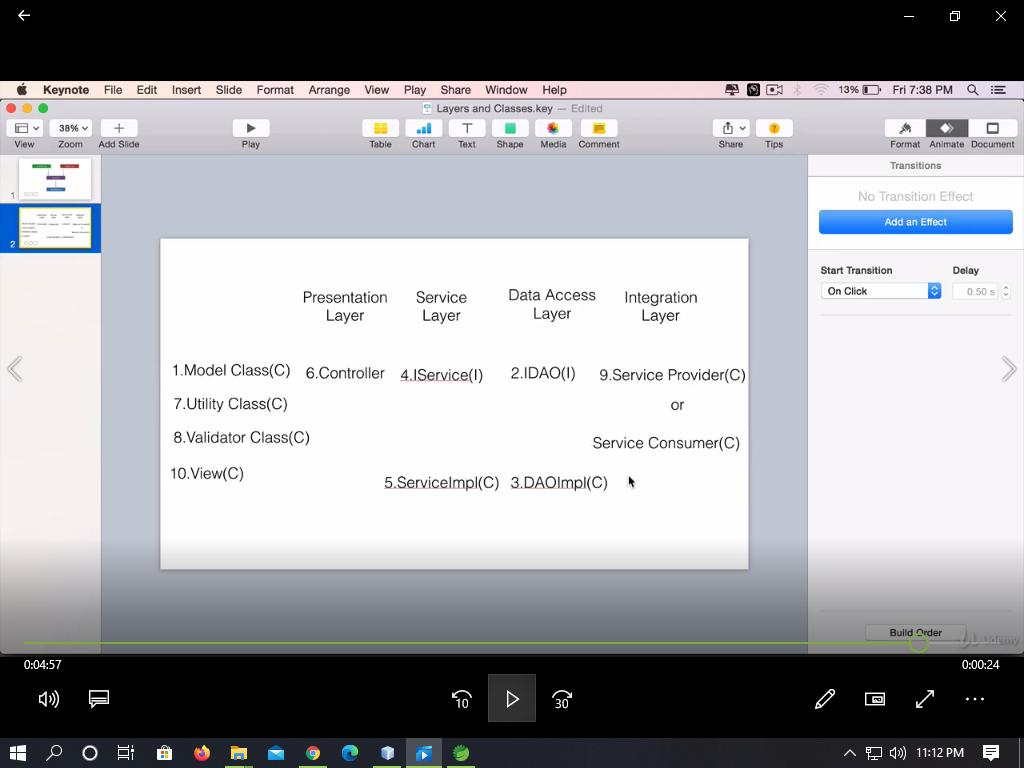 Keynote File Edit Insert Slide Format Arrange View Play Share Window Help 13% Fri 7:38 PM
Layers and Classes.key — Edited
38%
View Zoom Add Slide Play Table Chart Text Shape Media Comment Share Tips Format Animate Document
Transitions
No Transition Effect
Add an Effect
Start Transition Delay
On Click 0.50 s
1
2
Presentation Layer
Service Layer
Data Access Layer
Integration Layer
1.Model Class(C) 6.Controller 4.IService(I) 2.IDAO(I) 9.Service Provider(C)
7.Utility Class(C) or
8.Validator Class(C) Service Consumer(C)
10.View(C)
5.ServiceImpl(C) 3.DAOImpl(C)
Build Order
Udemy
0:04:57 0:00:24
10 30
11:12 PM